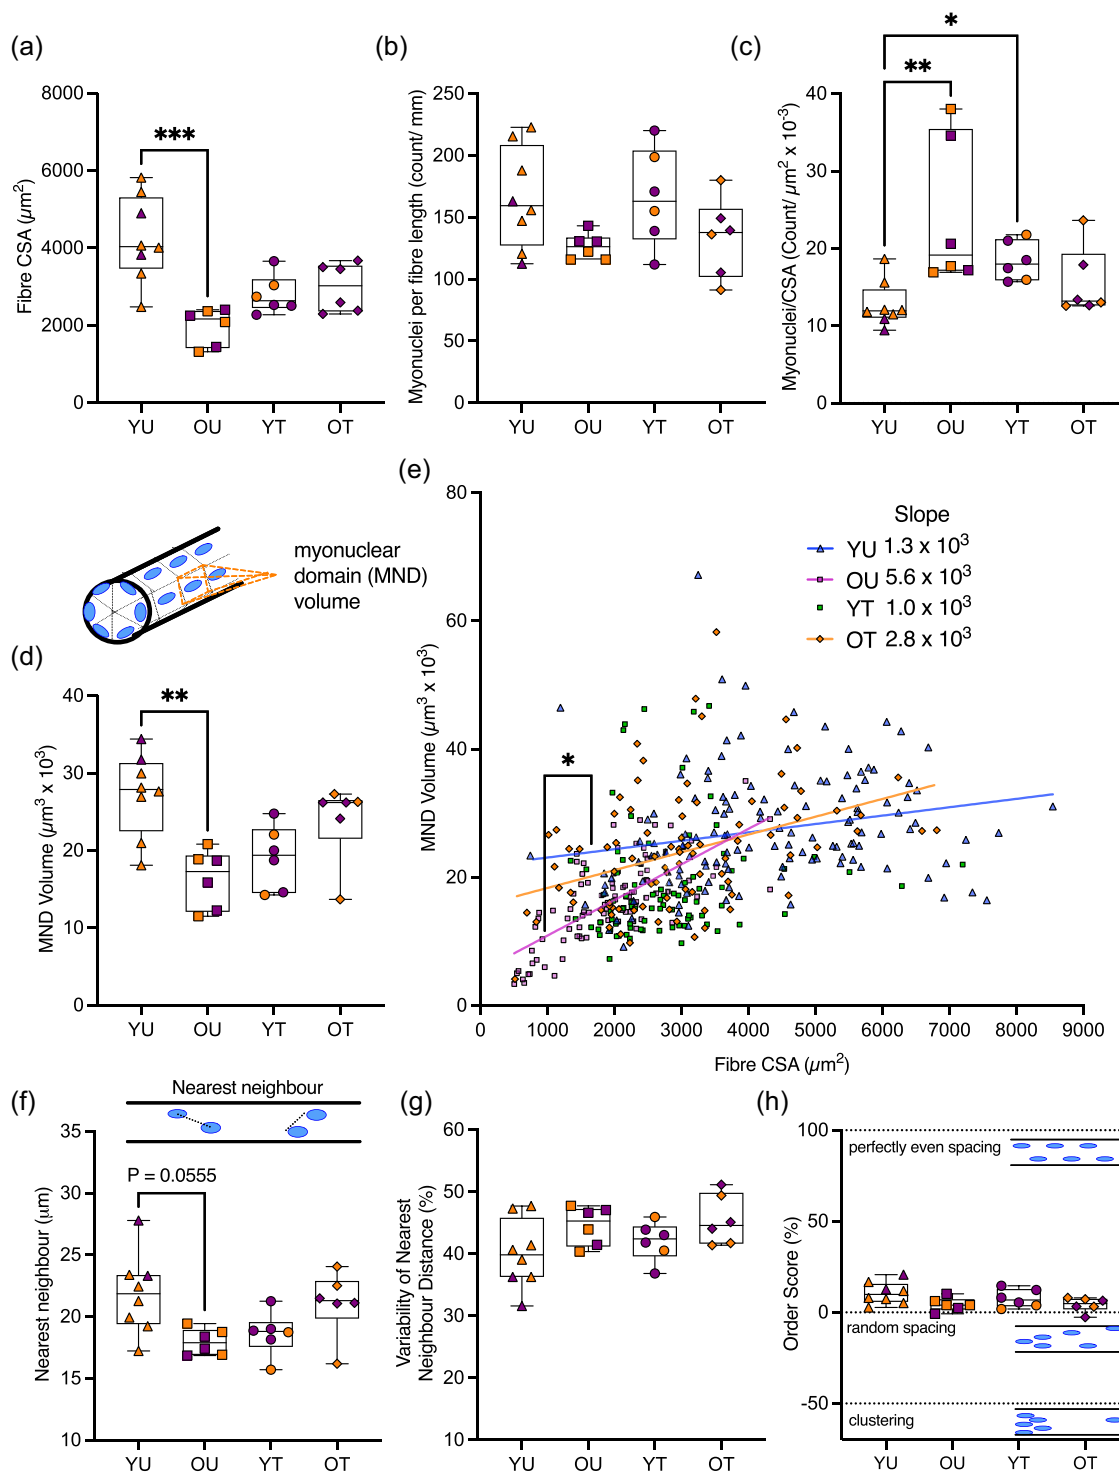 (a)
Fibre CSA (µm²)
8000
6000
4000
2000
0
***
YU OU YT OT
(b)
Myonuclei per fibre length (count/ mm)
250
200
150
100
50
0
YU OU YT OT
(c)
Myonuclei/CSA (Count/ µm² x 10⁻³)
40
30
20
10
0
*
**
YU OU YT OT
myonuclear
domain (MND)
volume
(d)
MND Volume (µm³ x 10³)
40
30
20
10
0
**
YU OU YT OT
(e)
MND Volume (µm³ x 10³)
80
60
40
20
0
*
Slope
YU 1.3 x 10³
OU 5.6 x 10³
YT 1.0 x 10³
OT 2.8 x 10³
0 1000 2000 3000 4000 5000 6000 7000 8000 9000
Fibre CSA (µm²)
(f)
Nearest neighbour
Nearest neighbour (µm)
35
30
25
20
15
10
P = 0.0555
YU OU YT OT
(g)
Variability of Nearest
Neighbour Distance (%)
60
50
40
30
20
10
YU OU YT OT
(h)
Order Score (%)
100
50
0
-50
perfectly even spacing
random spacing
clustering
YU OU YT OT